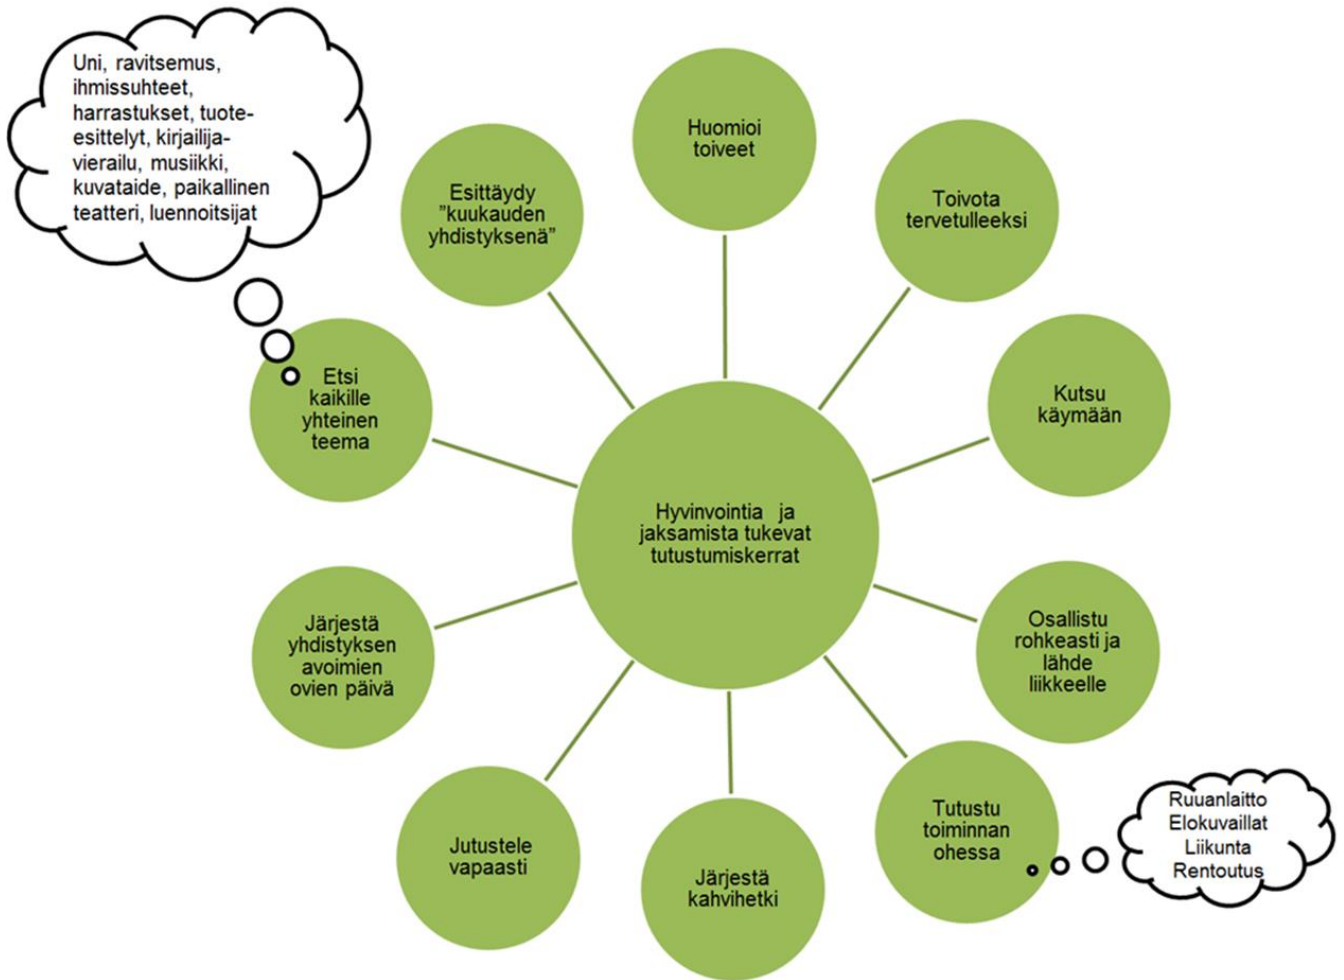 Uni, ravitsemus,
ihmissuhteet,
harrastukset, tuote-
esittelyt, kirjailija-
vierailu, musiikki,
kuvataide, paikallinen
teatteri, luennoitsijat
Huomioi
toiveet
Esittäydy
”kuukauden
yhdistyksenä”
Toivota
tervetulleeksi
Etsi
kaikille
yhteinen
teema
Kutsu
käymään
Hyvinvointia ja
jaksamista tukevat
tutustumiskerrat
Järjestä
yhdistyksen
avoimien
ovien päivä
Osallistu
rohkeasti ja
lähde
liikkeelle
Jutustele
vapaasti
Järjestä
kahvihetki
Tutustu
toiminnan
ohessa
Ruuanlaitto
Elokuvaillat
Liikunta
Rentoutus